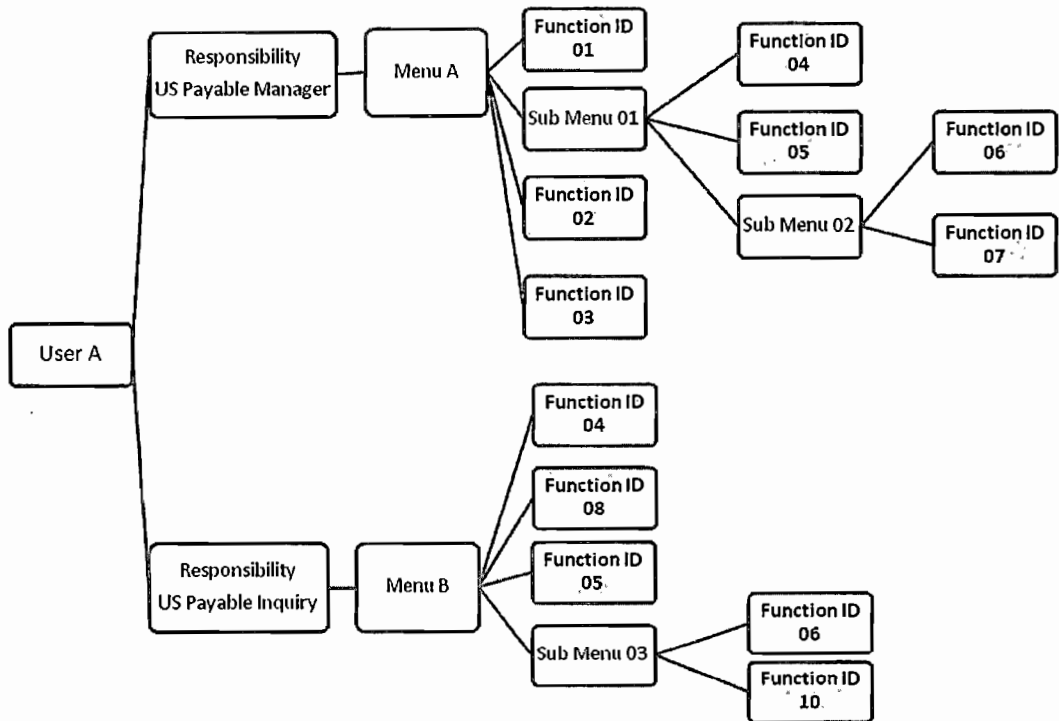 Responsibility
US Payable Manager
Menu A
Function ID
01
Sub Menu 01
Function ID
02
Function ID
03
Function ID
04
Function ID
05
Sub Menu 02
Function ID
06
Function ID
07
User A
Responsibility
US Payable Inquiry
Menu B
Function ID
04
Function ID
08
Function ID
05
Sub Menu 03
Function ID
06
Function ID
10